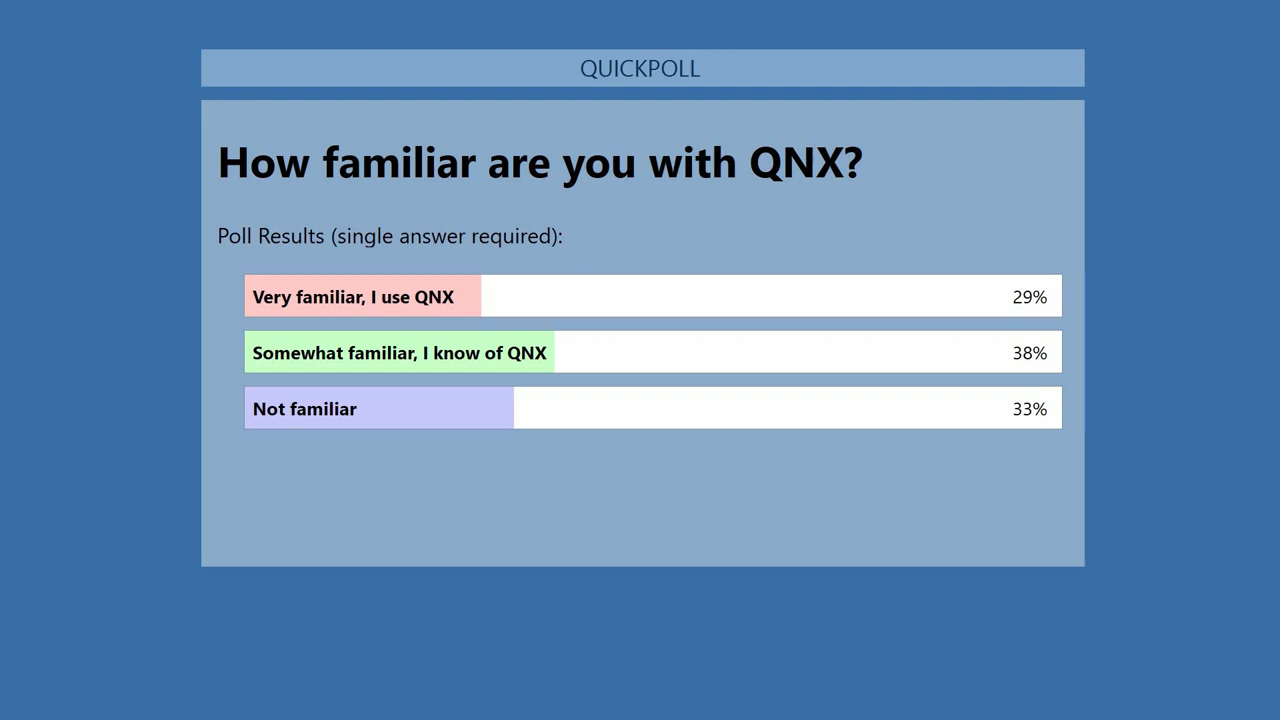 QUICKPOLL
How familiar are you with QNX?
Poll Results (single answer required):
Very familiar, I use QNX 29%
Somewhat familiar, I know of QNX 38%
Not familiar 33%